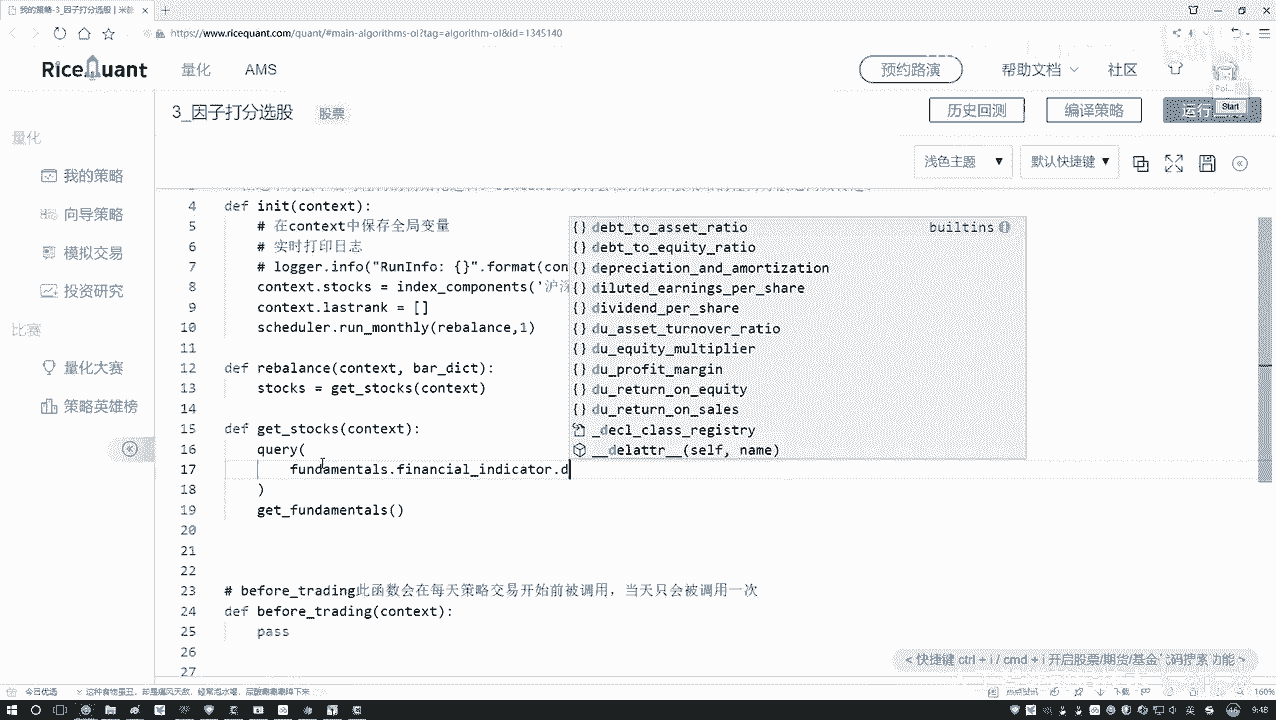 我的策略-3_因子打分选股 | 米筐
https://www.ricequant.com/quant/#main-algorithms-ol?tag=algorithm-ol&id=1345140
RiceQuant 量化 AMS 预约路演 帮助文档 社区
3_因子打分选股 股票 历史回测 编译策略 运行
Start
量化
浅色主题 默认快捷键
我的策略
向导策略
模拟交易
投资研究
比赛
量化大赛
策略英雄榜
4 def init(context):
5 # 在context中保存全局变量
6 # 实时打印日志
7 # logger.info("RunInfo: {}".format(con
8 context.stocks = index_components('沪深
9 context.lastrank = []
10 scheduler.run_monthly(rebalance,1)
11
12 def rebalance(context, bar_dict):
13 stocks = get_stocks(context)
14
15 def get_stocks(context):
16 query(
17 fundamentals.financial_indicator.d
18 )
19 get_fundamentals()
20
21
22
23 # before_trading此函数会在每天策略交易开始前被调用，当天只会被调用一次
24 def before_trading(context):
25 pass
26
27
{} debt_to_asset_ratio builtins
{} debt_to_equity_ratio
{} depreciation_and_amortization
{} diluted_earnings_per_share
{} dividend_per_share
{} du_asset_turnover_ratio
{} du_equity_multiplier
{} du_profit_margin
{} du_return_on_equity
{} du_return_on_sales
_decl_class_registry
__delattr__(self, name)
<快捷键 ctrl + i / cmd + i 开启股票/期货/基金
今日优选
下载 160%
英 9:48